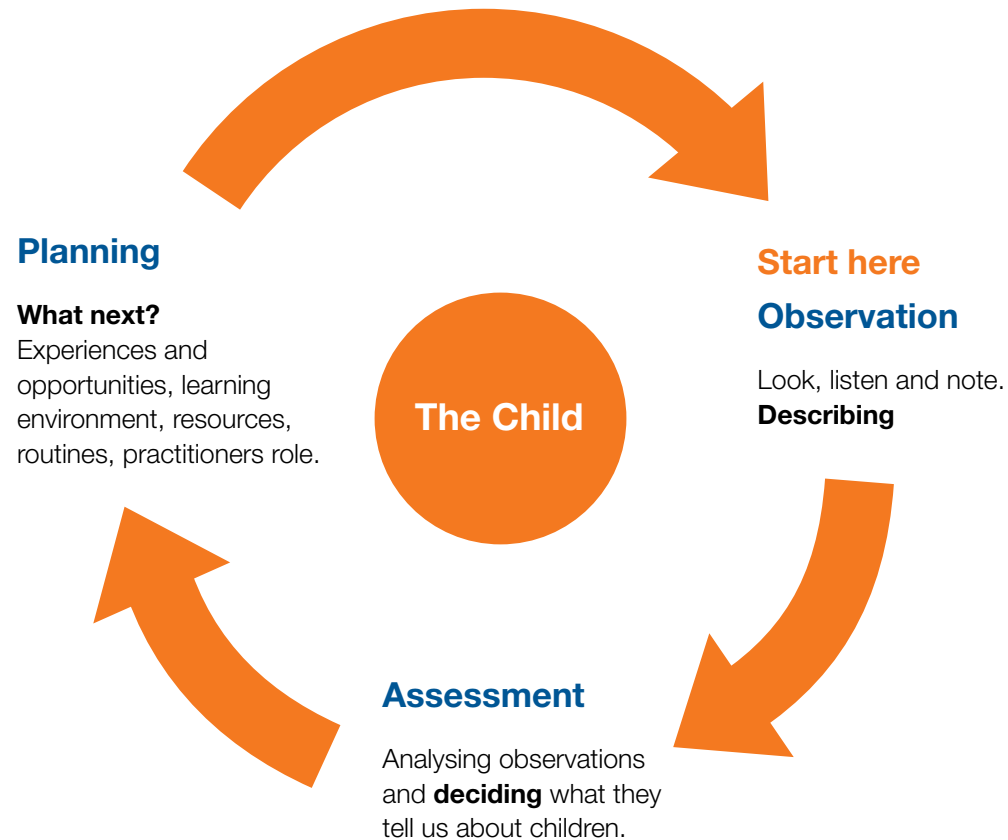 Planning
What next?
Experiences and
opportunities, learning
environment, resources,
routines, practitioners role.
The Child
Start here
Observation
Look, listen and note.
Describing
Assessment
Analysing observations
and deciding what they
tell us about children.